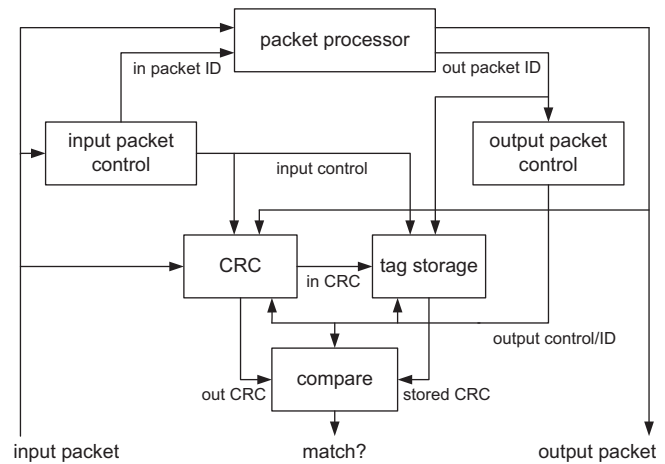 packet processor
in packet ID
out packet ID
input packet
control
output packet
control
input control
CRC
tag storage
in CRC
output control/ID
compare
out CRC
stored CRC
input packet
match?
output packet